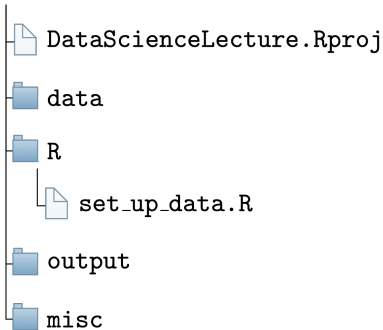 DataScienceLecture.Rproj
data
R
set_up_data.R
output
misc